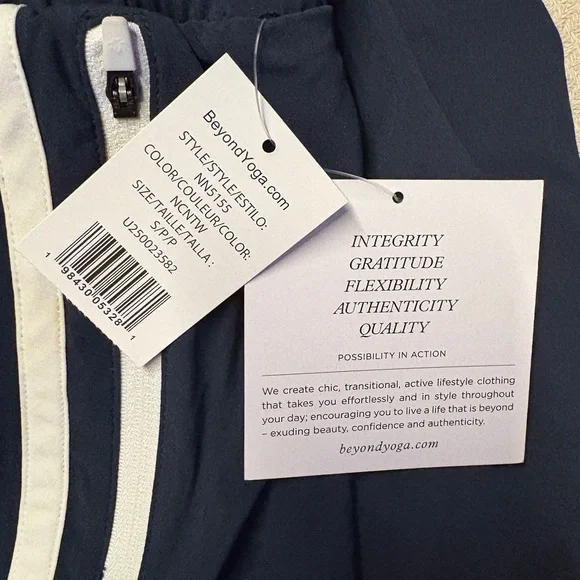 BeyondYoga.com
STYLE/STYLE/ESTILO:
NN5155
COLOR/COULEUR/COLOR:
NCNTW
SIZE/TAILLE/TALLA :
S/P/P
U250023582
1 98430 05328 1
INTEGRITY
GRATITUDE
FLEXIBILITY
AUTHENTICITY
QUALITY
POSSIBILITY IN ACTION
We create chic, transitional, active lifestyle clothing
that takes you effortlessly and in style throughout
your day; encouraging you to live a life that is beyond
– exuding beauty, confidence and authenticity.
beyondyoga.com